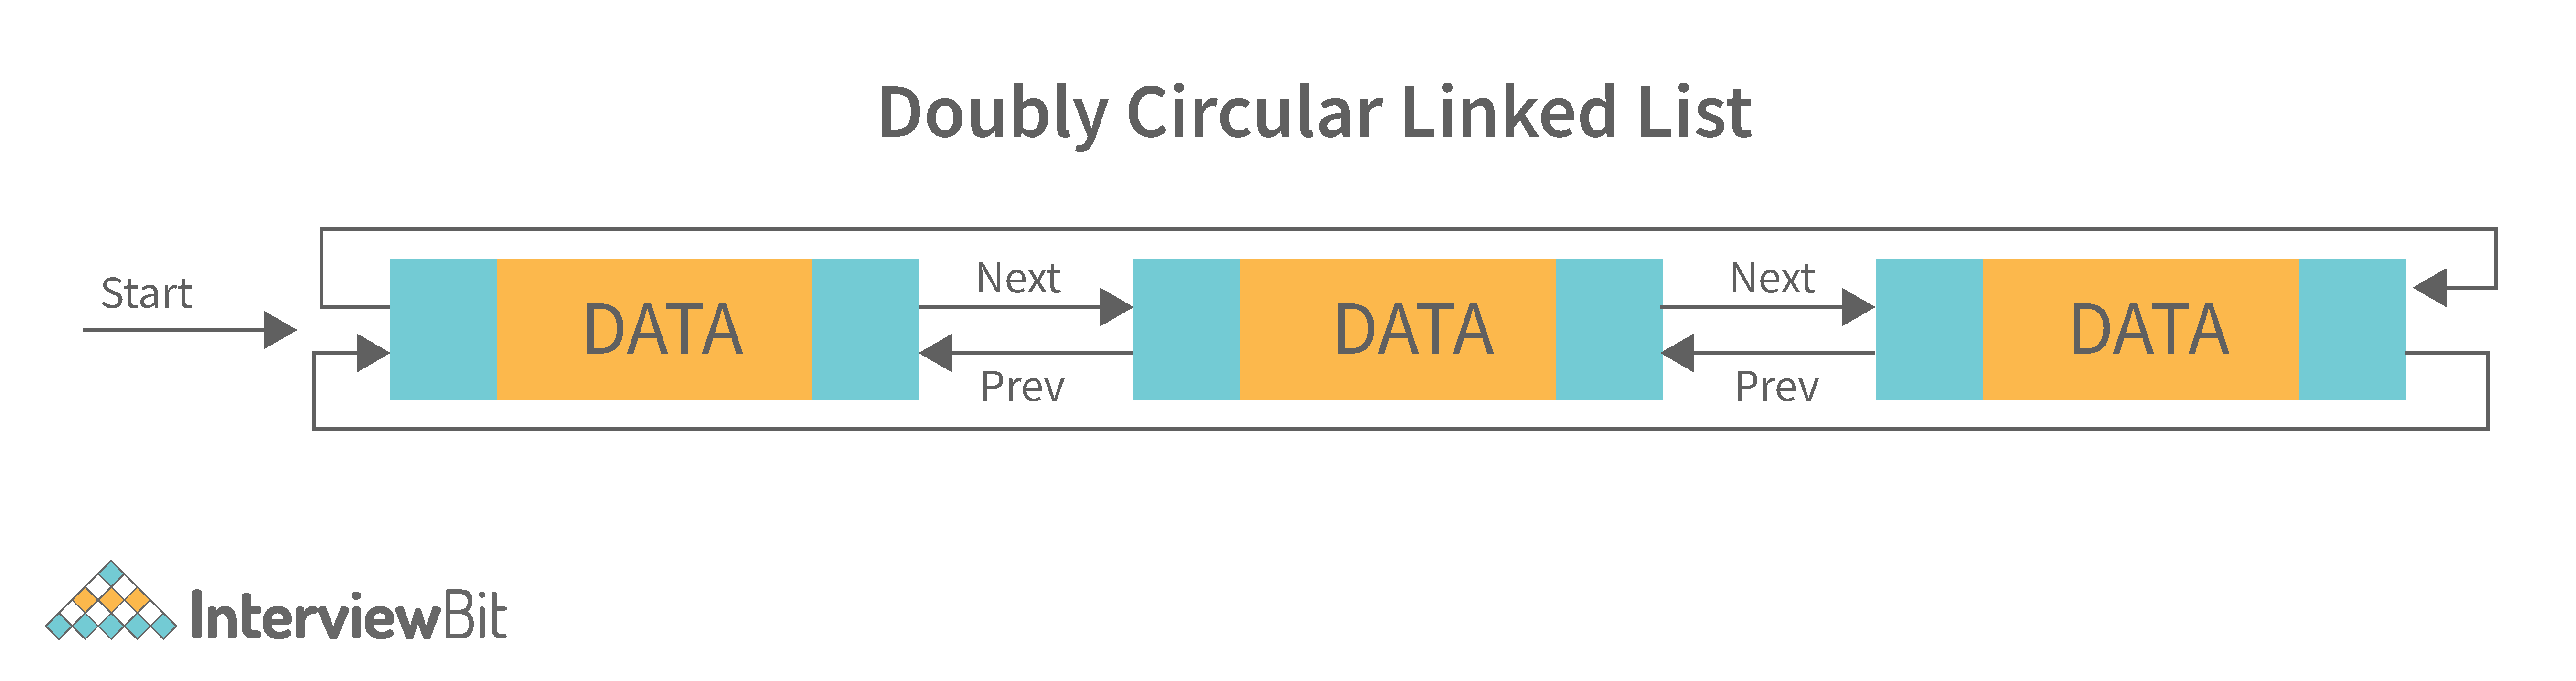 Doubly Circular Linked List
Start
Next
Next
DATA
DATA
DATA
Prev
Prev
InterviewBit